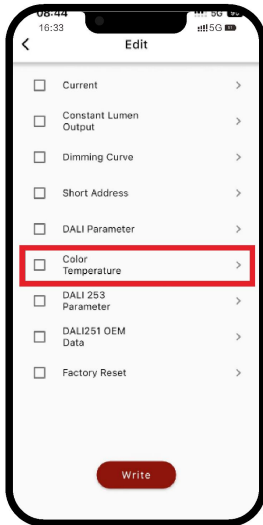 08:44
5G
16:33
5G
Edit
Current
Constant Lumen
Output
Dimming Curve
Short Address
DALI Parameter
Color
Temperature
DALI 253
Parameter
DALI251 OEM
Data
Factory Reset
Write